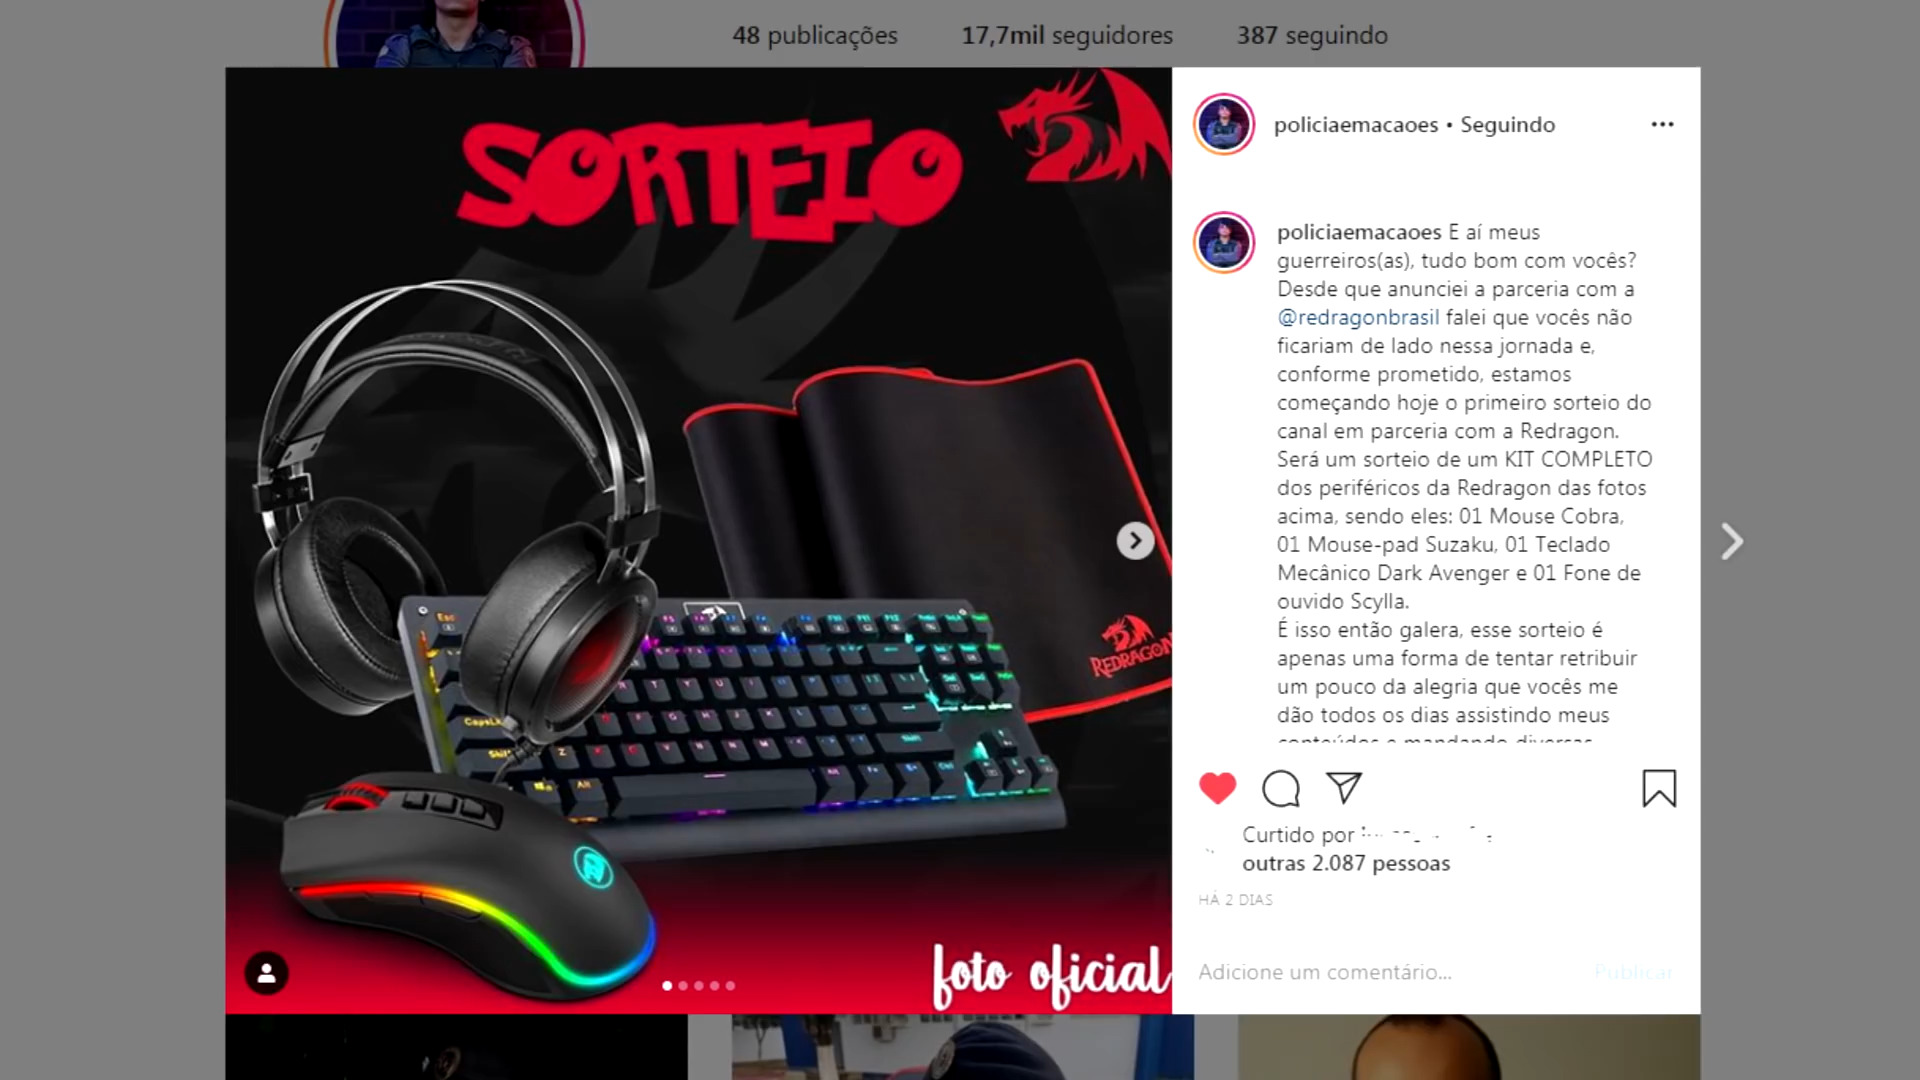 48 publicações 17,7mil seguidores 387 seguindo
SORTEIO
REDRAGON
Esc
CapsLk
Alt
foto oficial
policiaemacaoes • Seguindo
policiaemacaoes E aí meus
guerreiros(as), tudo bom com vocês?
Desde que anunciei a parceria com a
@redragonbrasil falei que vocês não
ficariam de lado nessa jornada e,
conforme prometido, estamos
começando hoje o primeiro sorteio do
canal em parceria com a Redragon.
Será um sorteio de um KIT COMPLETO
dos periféricos da Redragon das fotos
acima, sendo eles: 01 Mouse Cobra,
01 Mouse-pad Suzaku, 01 Teclado
Mecânico Dark Avenger e 01 Fone de
ouvido Scylla.
É isso então galera, esse sorteio é
apenas uma forma de tentar retribuir
um pouco da alegria que vocês me
dão todos os dias assistindo meus
conteúdos e mandando diversas
Curtido por
outras 2.087 pessoas
HÁ 2 DIAS
Adicione um comentário... Publicar